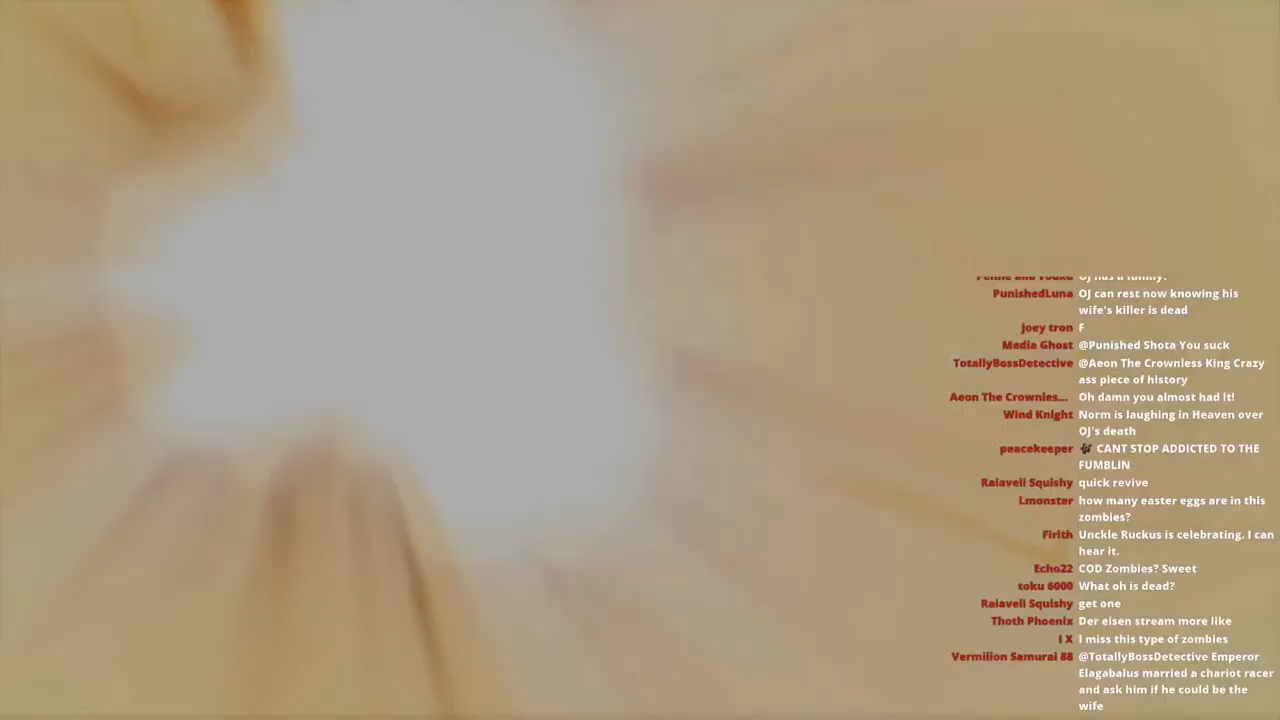 Penne and Vodka OJ has a family?
PunishedLuna OJ can rest now knowing his
wife's killer is dead
joey tron F
Media Ghost @Punished Shota You suck
TotallyBossDetective @Aeon The Crownless King Crazy
ass piece of history
Aeon The Crownles... Oh damn you almost had it!
Wind Knight Norm is laughing in Heaven over
OJ's death
peacekeeper CANT STOP ADDICTED TO THE
FUMBLIN
Raiaveli Squishy quick revive
Lmonster how many easter eggs are in this
zombies?
Firith Unckle Ruckus is celebrating. I can
hear it.
Echo22 COD Zombies? Sweet
toku 6000 What oh is dead?
Raiaveli Squishy get one
Thoth Phoenix Der eisen stream more like
I X I miss this type of zombies
Vermilion Samurai 88 @TotallyBossDetective Emperor
Elagabalus married a chariot racer
and ask him if he could be the
wife